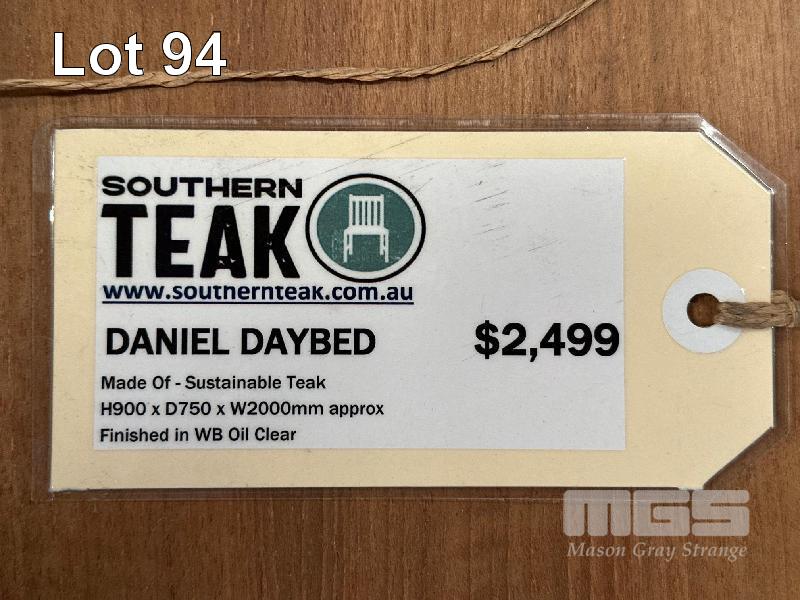 Lot 94
SOUTHERN
TEAK
www.southernteak.com.au
DANIEL DAYBED $2,499
Made Of - Sustainable Teak
H900 x D750 x W2000mm approx
Finished in WB Oil Clear
MGS
Mason Gray Strange